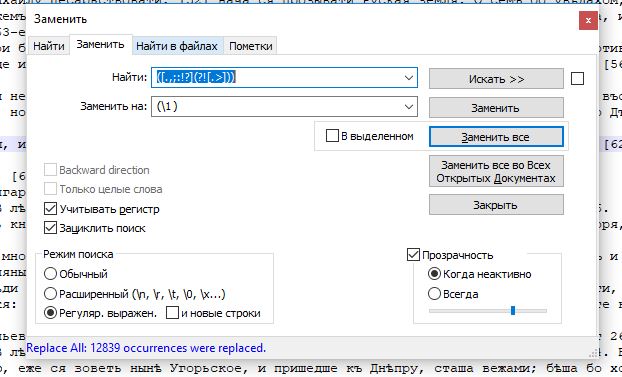 Заменить
Найти
Заменить
Найти в файлах
Пометки
Найти:
([.,;:!?](?![.>]))
Искать >>
Заменить на:
(\1)
Заменить
В выделенном
Заменить все
Заменить все во Всех
Открытых Документах
Закрыть
Backward direction
Только целые слова
Учитывать регистр
Зациклить поиск
Режим поиска
Обычный
Расширенный (\n, \r, \t, \0, \x...)
Регуляр. выражен.
и новые строки
Прозрачность
Когда неактивно
Всегда
Replace All: 12839 occurrences were replaced.
о, еже ся зоветь нынѣ Угорьское, и пришедше къ Днѣпру, сташа вежами; бѣша бо хо